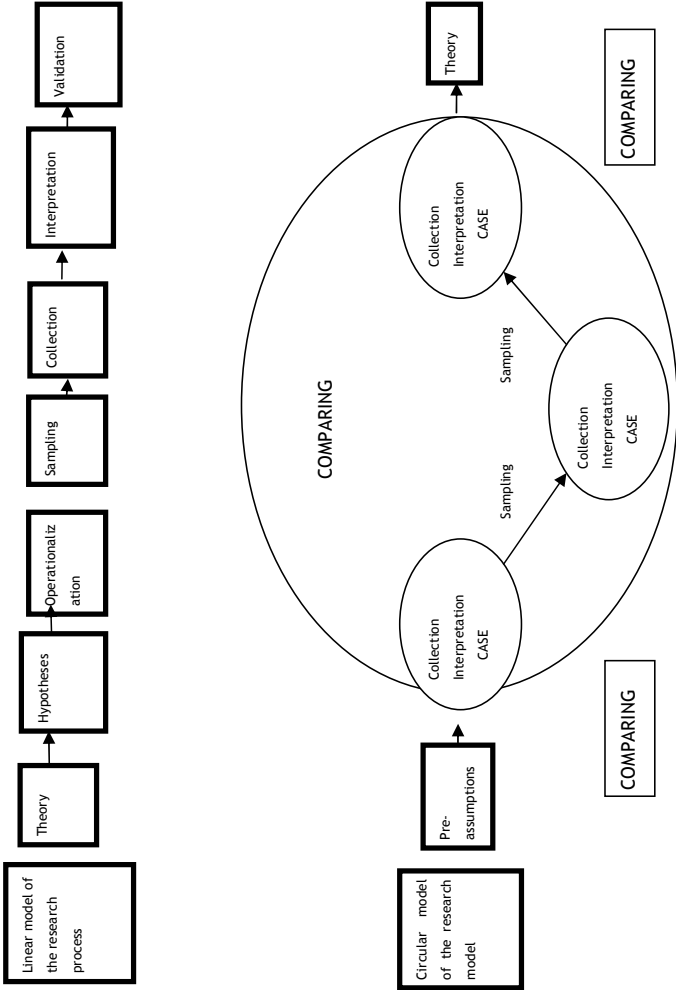 Linear model of
the research
process
Theory
Hypotheses
Operationaliz
ation
Sampling
Collection
Interpretation
Validation
Circular model
of the research
model
Pre-
assumptions
Collection
Interpretation
CASE
Sampling
Collection
Interpretation
CASE
Sampling
Collection
Interpretation
CASE
COMPARING
Theory
COMPARING
COMPARING